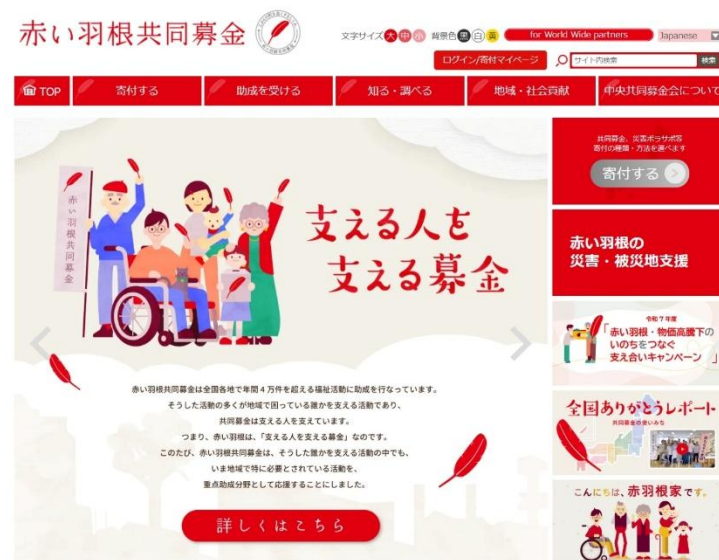 赤い羽根共同募金
文字サイズ 大 中 小 背景色 黒 白 黄 for World Wide partners Japanese
ログイン/寄付マイページ サイト内検索 検索
TOP 寄付する 助成を受ける 知る・調べる 地域・社会貢献 中央共同募金会について
赤い羽根共同募金
支える人を
支える募金
赤い羽根共同募金は全国各地で年間4万件を超える福祉活動に助成を行なっています。
そうした活動の多くが地域で困っている誰かを支える活動であり、
共同募金は支える人を支えています。
つまり、赤い羽根は、「支える人を支える募金」なのです。
このたび、赤い羽根共同募金は、そうした誰かを支える活動の中でも、
いま地域で特に必要とされている活動を、
重点助成分野として応援することにしました。
詳しくはこちら
共同募金、災害ボラサポ等
寄付の種類・方法を選べます
寄付する
赤い羽根の
災害・被災地支援
令和7年度
「赤い羽根・物価高騰下の
いのちをつなぐ
支え合いキャンペーン」
全国ありがとうレポート
共同募金の使いみち
こんにちは、赤羽根家です。